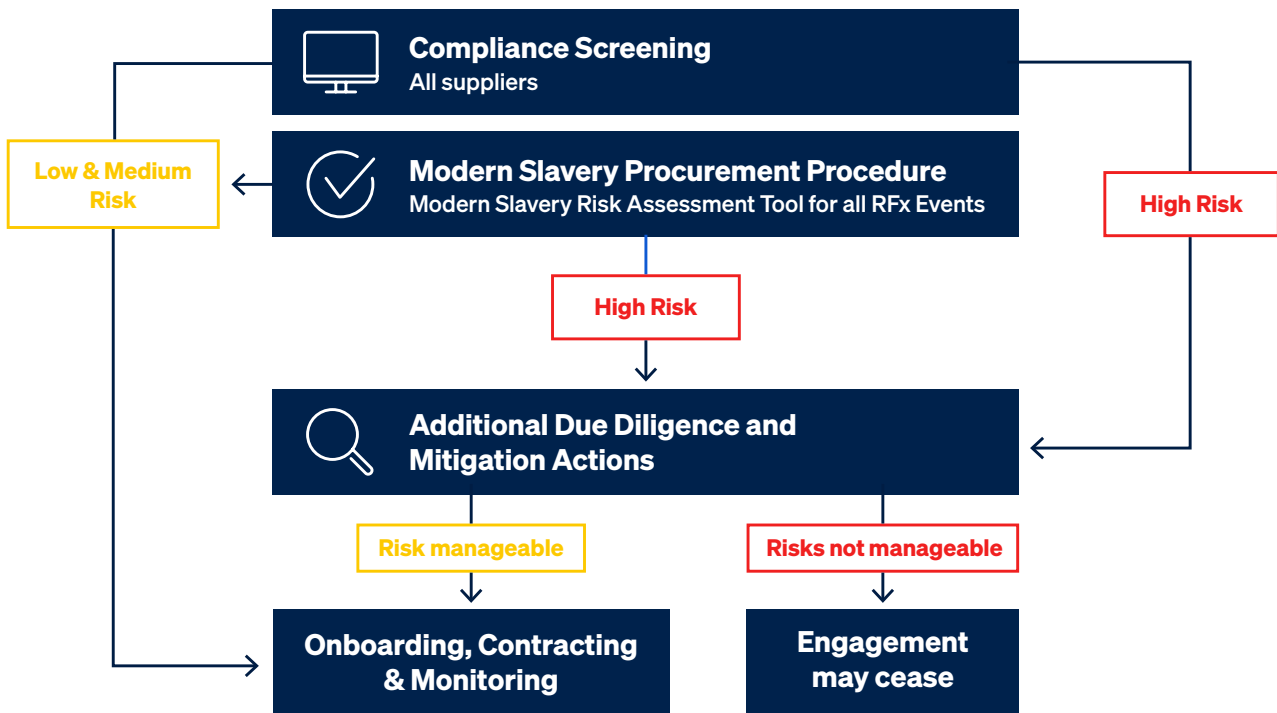 Compliance Screening
All suppliers
Low & Medium
Risk
Modern Slavery Procurement Procedure
Modern Slavery Risk Assessment Tool for all RFx Events
High Risk
High Risk
Additional Due Diligence and
Mitigation Actions
Risk manageable
Risks not manageable
Onboarding, Contracting
& Monitoring
Engagement
may cease